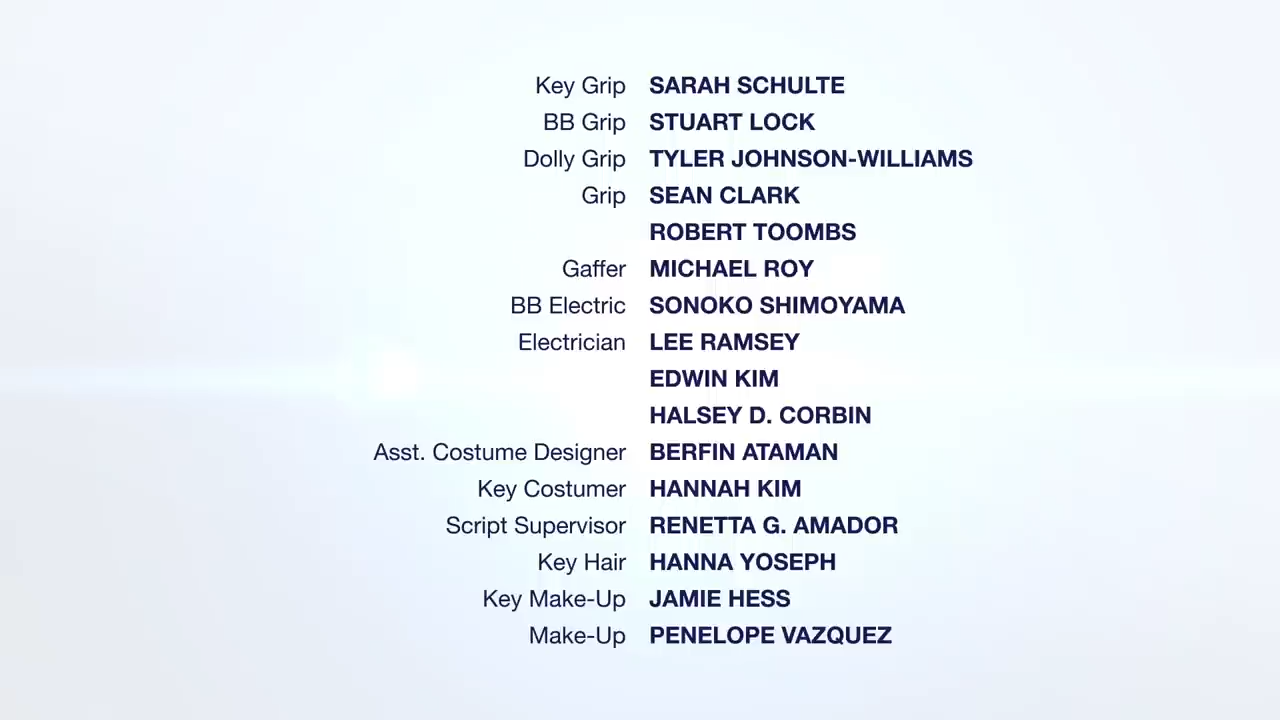 Key Grip SARAH SCHULTE
BB Grip STUART LOCK
Dolly Grip TYLER JOHNSON-WILLIAMS
Grip SEAN CLARK
ROBERT TOOMBS
Gaffer MICHAEL ROY
BB Electric SONOKO SHIMOYAMA
Electrician LEE RAMSEY
EDWIN KIM
HALSEY D. CORBIN
Asst. Costume Designer BERFIN ATAMAN
Key Costumer HANNAH KIM
Script Supervisor RENETTA G. AMADOR
Key Hair HANNA YOSEPH
Key Make-Up JAMIE HESS
Make-Up PENELOPE VAZQUEZ